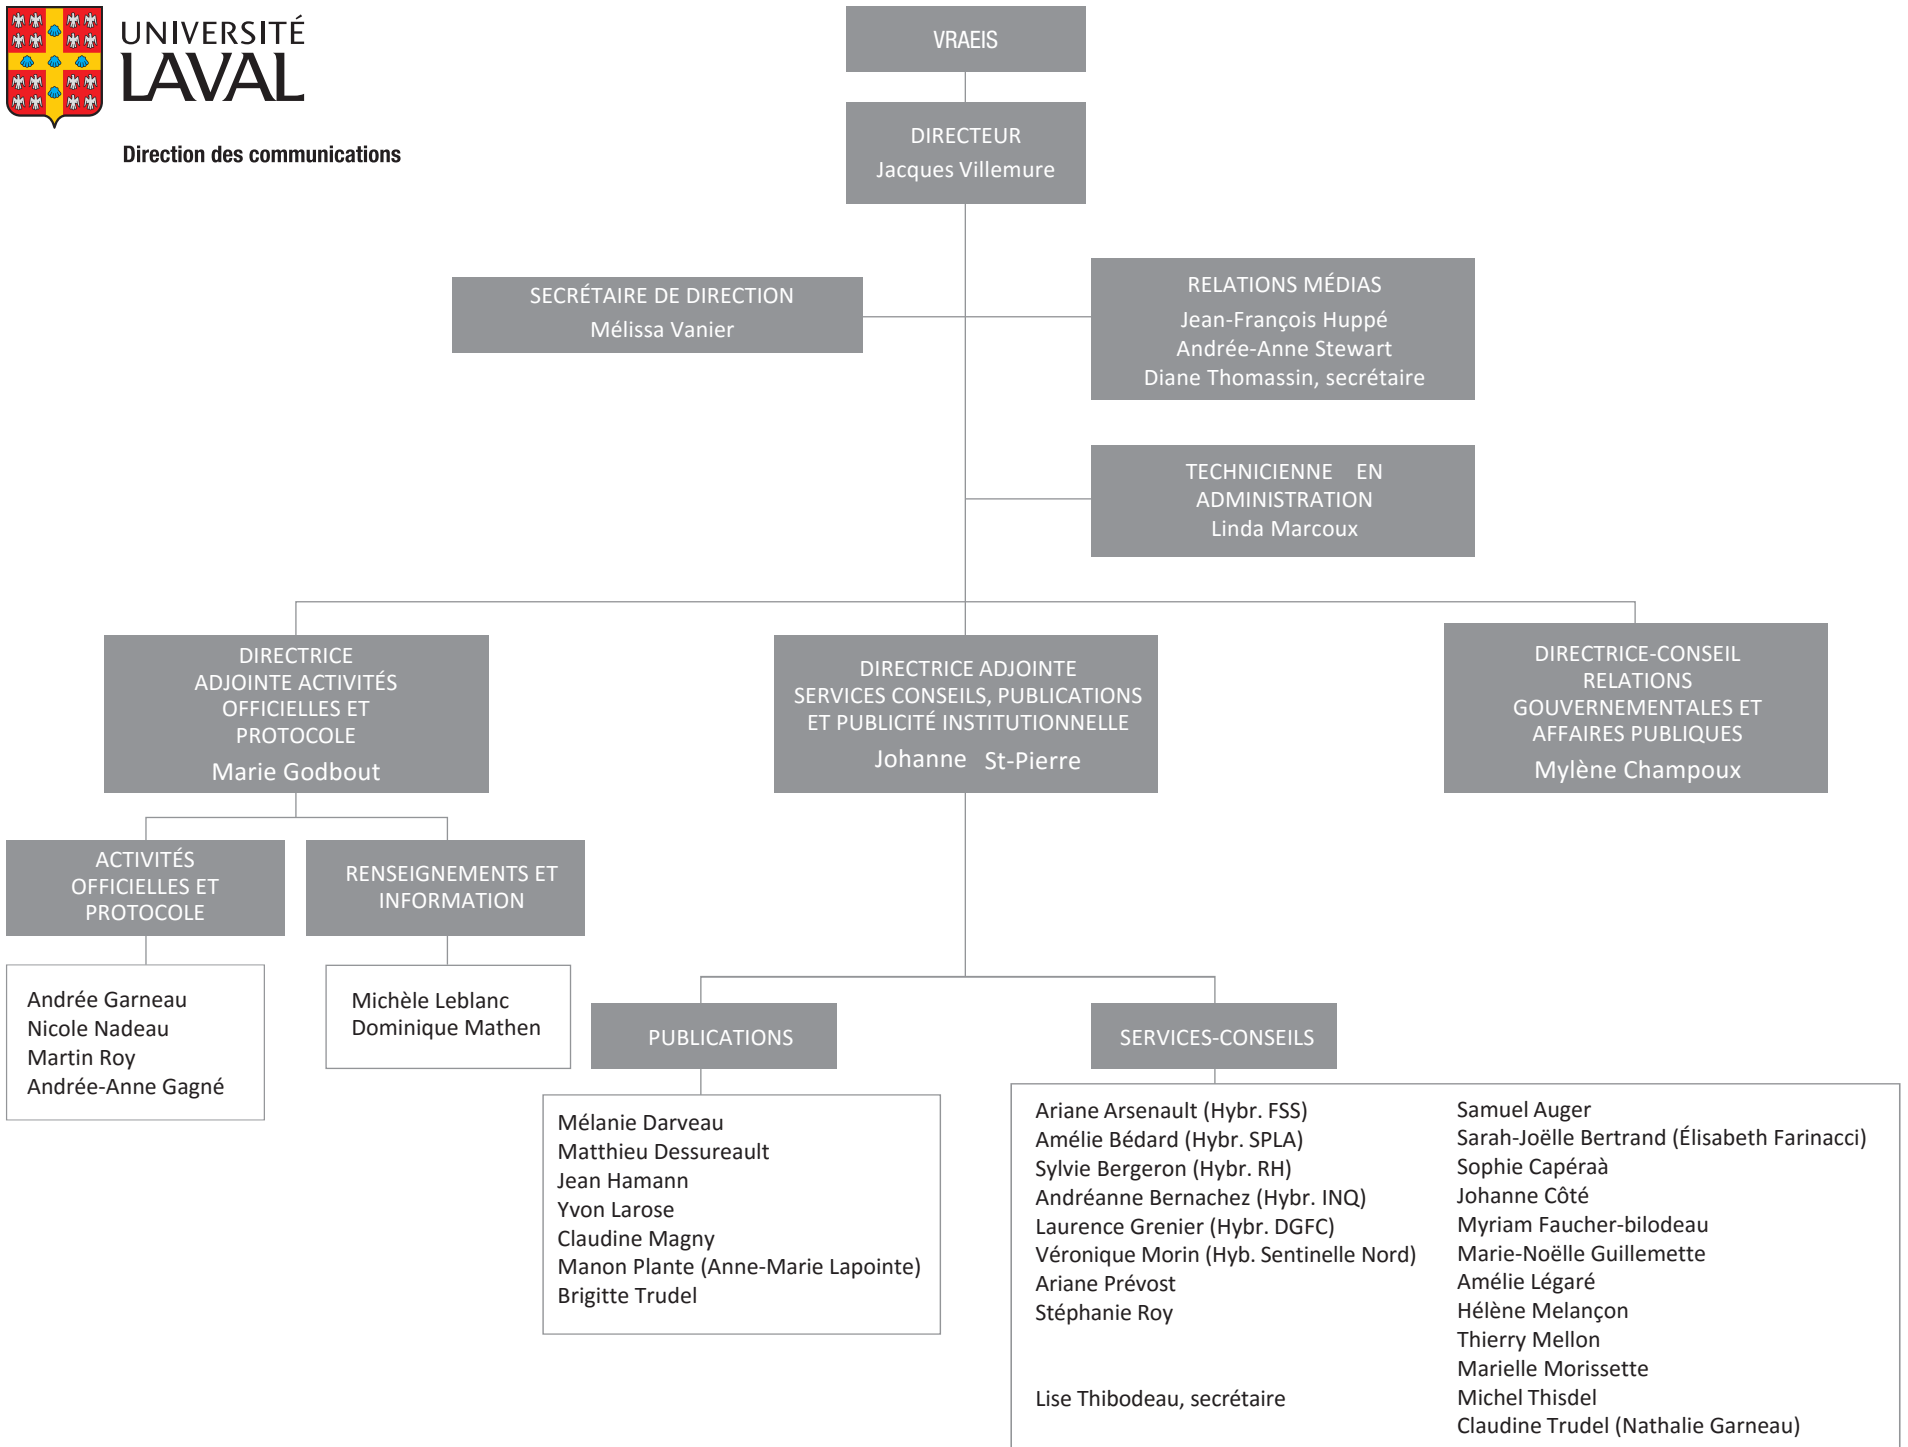 UNIVERSITÉ
LAVAL
Direction des communications
VRAEIS
DIRECTEUR
Jacques Villemure
SECRÉTAIRE DE DIRECTION
Mélissa Vanier
RELATIONS MÉDIAS
Jean-François Huppé
Andrée-Anne Stewart
Diane Thomassin, secrétaire
TECHNICIENNE EN
ADMINISTRATION
Linda Marcoux
DIRECTRICE
ADJOINTE ACTIVITÉS
OFFICIELLES ET
PROTOCOLE
Marie Godbout
DIRECTRICE ADJOINTE
SERVICES CONSEILS, PUBLICATIONS
ET PUBLICITÉ INSTITUTIONNELLE
Johanne St-Pierre
DIRECTRICE-CONSEIL
RELATIONS
GOUVERNEMENTALES ET
AFFAIRES PUBLIQUES
Mylène Champoux
ACTIVITÉS
OFFICIELLES ET
PROTOCOLE
Andrée Garneau
Nicole Nadeau
Martin Roy
Andrée-Anne Gagné
RENSEIGNEMENTS ET
INFORMATION
Michèle Leblanc
Dominique Mathen
PUBLICATIONS
Mélanie Darveau
Matthieu Dessureault
Jean Hamann
Yvon Larose
Claudine Magny
Manon Plante (Anne-Marie Lapointe)
Brigitte Trudel
SERVICES-CONSEILS
Ariane Arsenault (Hybr. FSS)
Amélie Bédard (Hybr. SPLA)
Sylvie Bergeron (Hybr. RH)
Andréanne Bernachez (Hybr. INQ)
Laurence Grenier (Hybr. DGFC)
Véronique Morin (Hyb. Sentinelle Nord)
Ariane Prévost
Stéphanie Roy
Lise Thibodeau, secrétaire
Samuel Auger
Sarah-Joëlle Bertrand (Élisabeth Farinacci)
Sophie Capéraà
Johanne Côté
Myriam Faucher-bilodeau
Marie-Noëlle Guillemette
Amélie Légaré
Hélène Melançon
Thierry Mellon
Marielle Morissette
Michel Thisdel
Claudine Trudel (Nathalie Garneau)